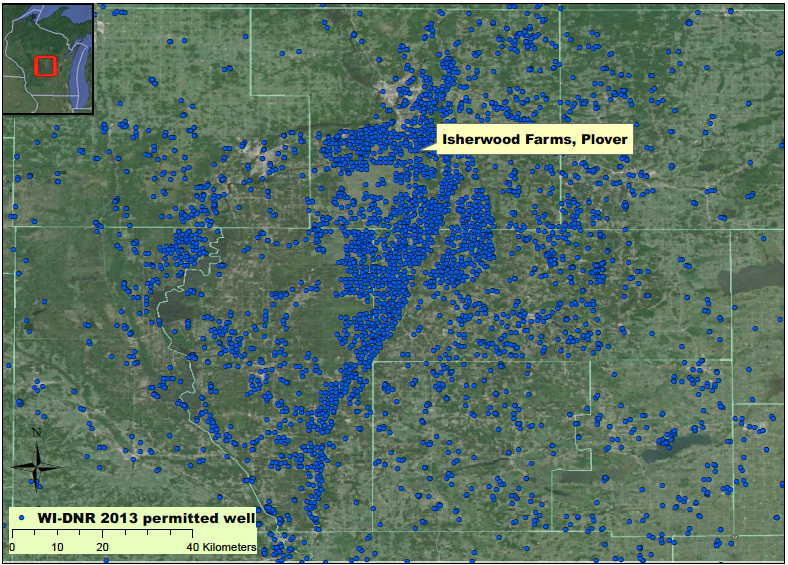 Isherwood Farms, Plover
N
WI-DNR 2013 permitted well
0 10 20 40 Kilometers